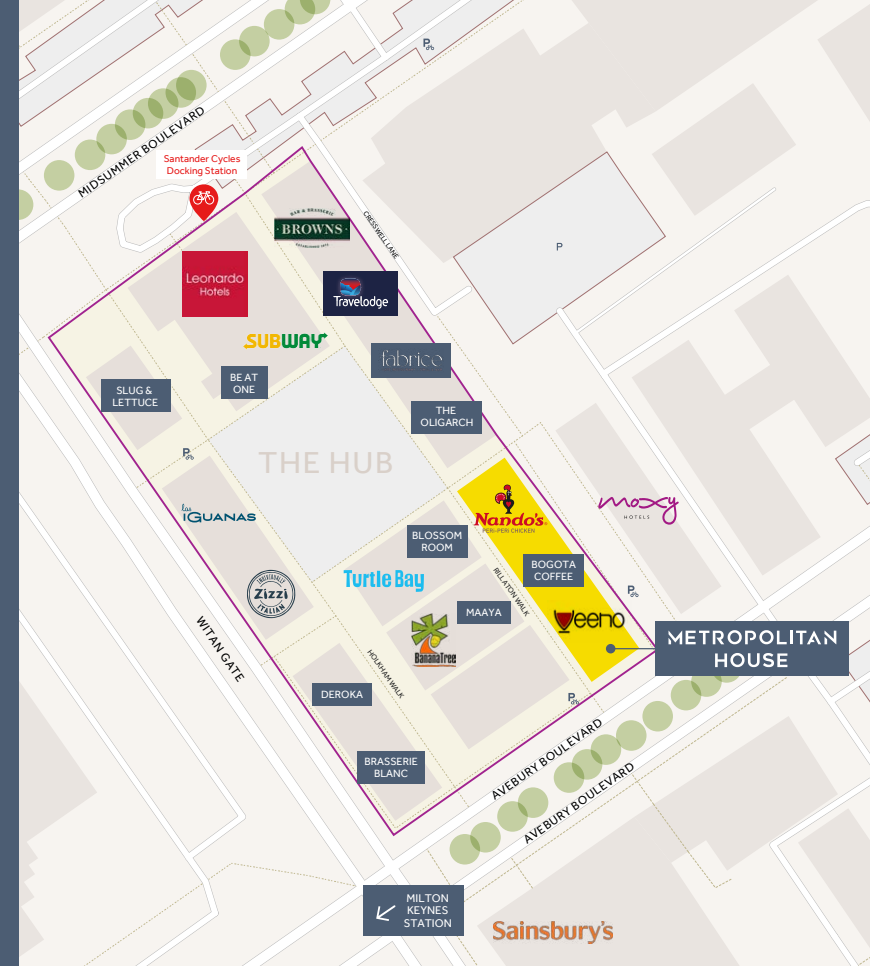 MIDSUMMER BOULEVARD
Santander Cycles
Docking Station
BAR & BRASSERIE
BROWNS
CRESSWELL LANE
P
P
Leonardo
Hotels
Travelodge
SUBWAY
fabrica
BE AT
ONE
SLUG &
LETTUCE
THE
OLIGARCH
P
THE HUB
las
IGUANAS
Nando's
PERI-PERI CHICKEN
moxy
HOTELS
BLOSSOM
ROOM
BOGOTA
COFFEE
Turtle Bay
INDIVIDUALLY
Zizzi
ITALIAN
RILLATON WALK
P
MAAYA
Veeno
METROPOLITAN
HOUSE
WITAN GATE
BananaTree
HOLKHAM WALK
DEROKA
P
BRASSERIE
BLANC
AVEBURY BOULEVARD
AVEBURY BOULEVARD
MILTON
KEYNES
STATION
Sainsbury's